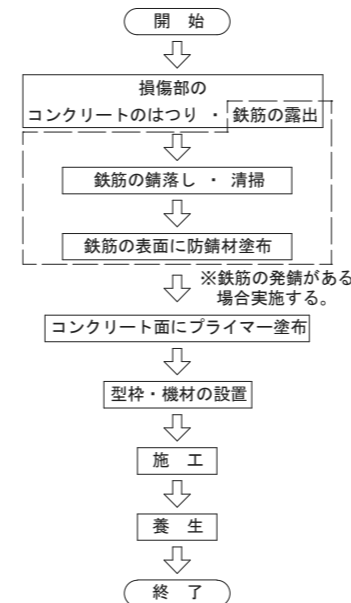 開　始
損傷部の
コンクリートのはつり ・ 鉄筋の露出
鉄筋の錆落し ・ 清掃
鉄筋の表面に防錆材塗布
※鉄筋の発錆がある
場合実施する。
コンクリート面にプライマー塗布
型枠・機材の設置
施　工
養　生
終　了